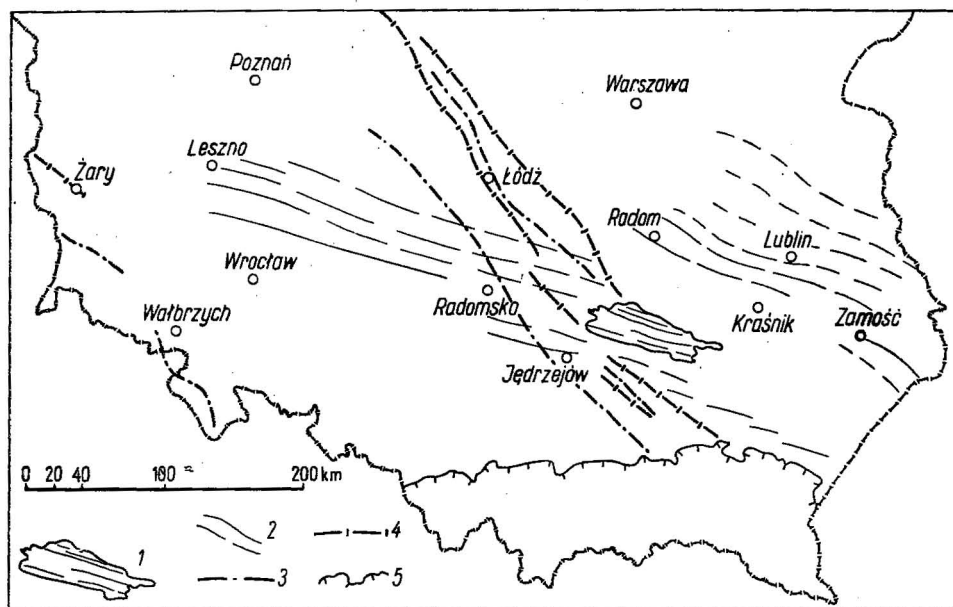 Poznań
Warszawa
Leszno
Żary
Łódź
Radom
Lublin
Wrocław
Radomsko
Kraśnik
Zamość
Wałbrzych
Jędrzejów
0 20 40 100 200 km
1 2 4
3 5